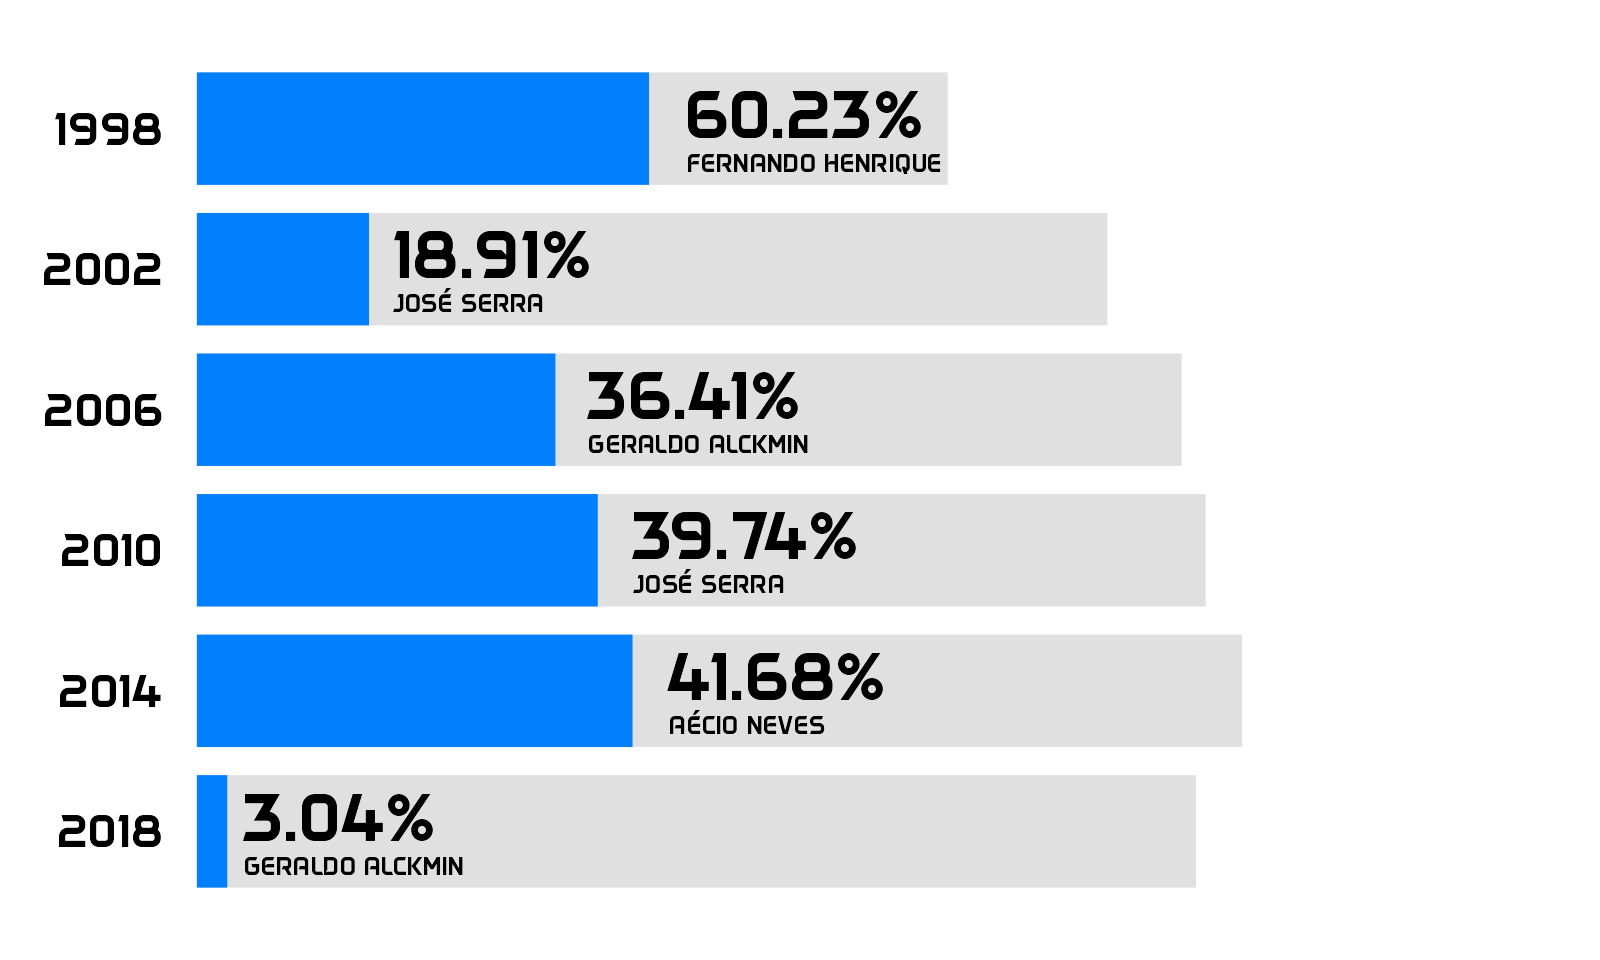 1998
60.23%
FERNANDO HENRIQUE
2002
18.91%
JOSÉ SERRA
2006
36.41%
GERALDO ALCKMIN
2010
39.74%
JOSÉ SERRA
2014
41.68%
AÉCIO NEVES
2018
3.04%
GERALDO ALCKMIN